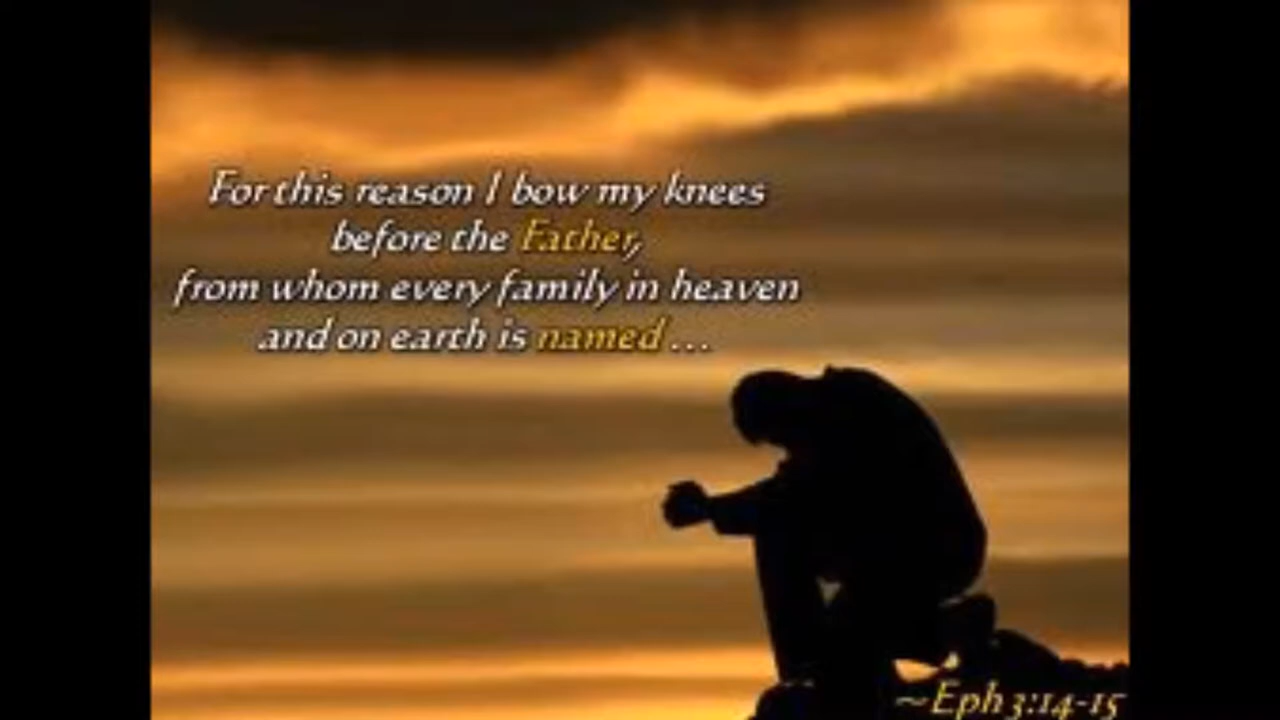 For this reason I bow my knees
before the Father,
from whom every family in heaven
and on earth is named ...
~Eph 3:14-15